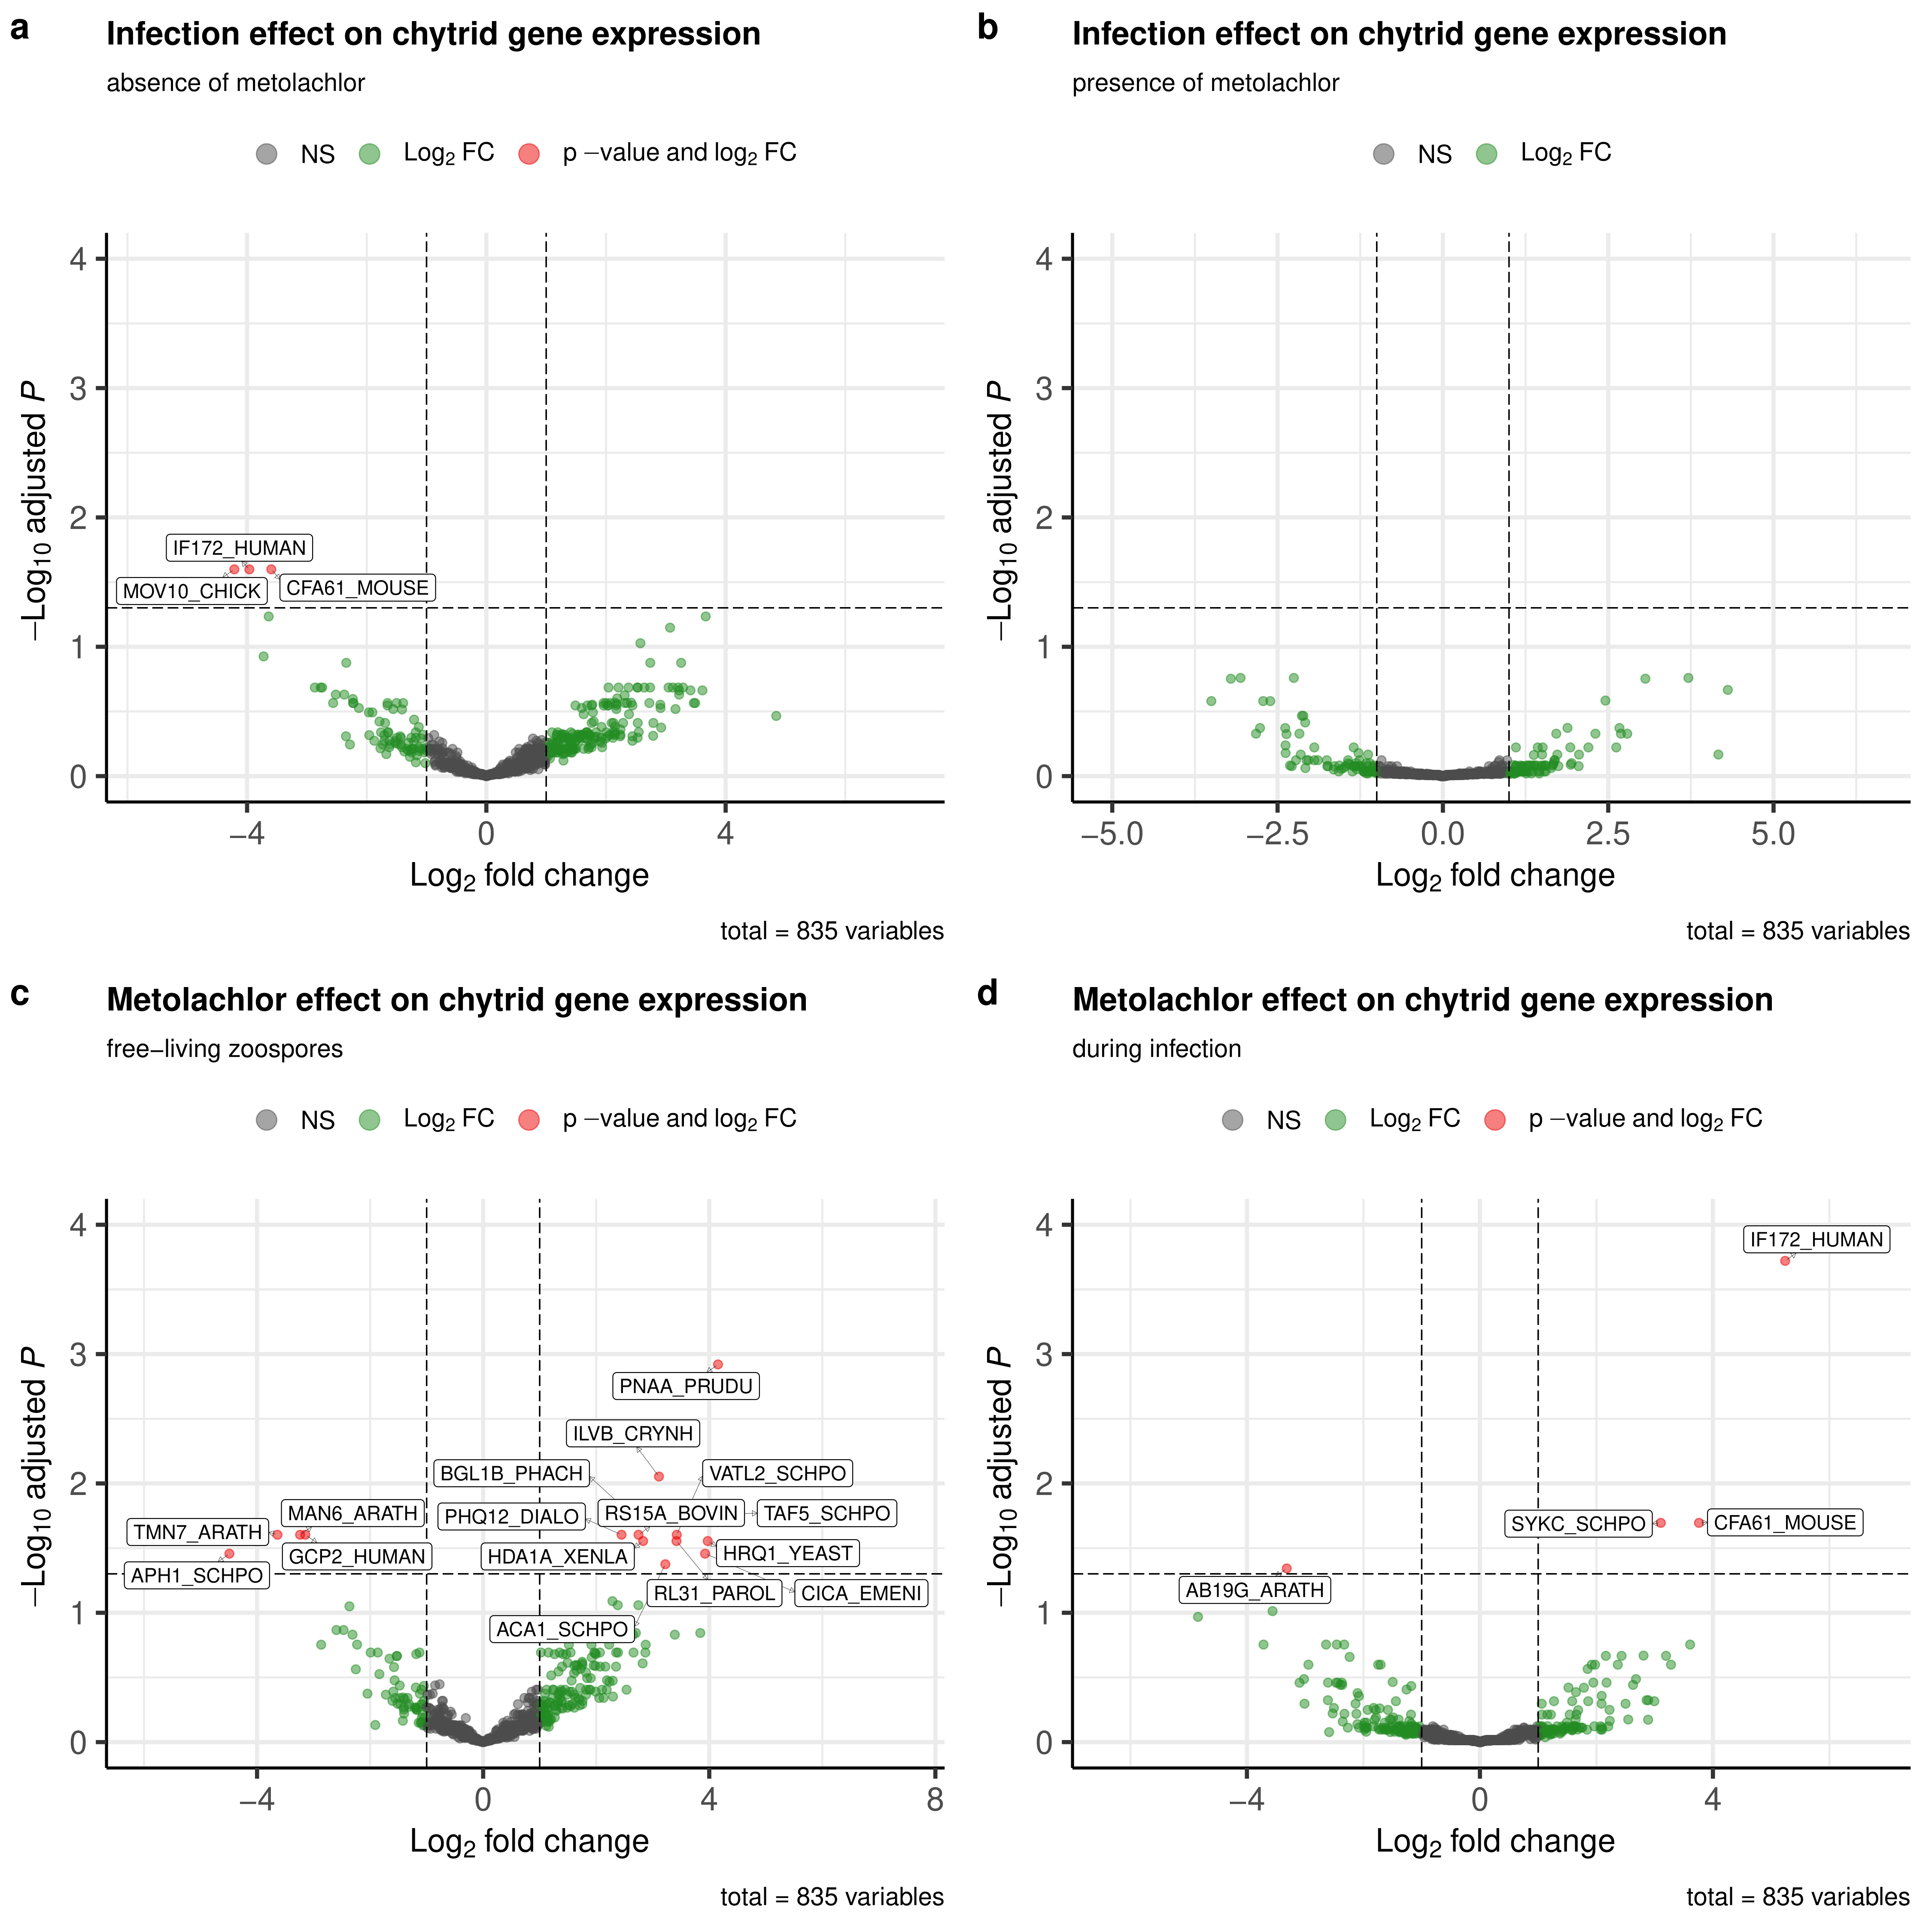 a
Infection effect on chytrid gene expression
absence of metolachlor
NS Log2 FC p −value and log2 FC
−Log10 adjusted P
4
3
2
1
0
IF172_HUMAN
MOV10_CHICK CFA61_MOUSE
−4 0 4
Log2 fold change
total = 835 variables
b
Infection effect on chytrid gene expression
presence of metolachlor
NS Log2 FC
−Log10 adjusted P
4
3
2
1
0
−5.0 −2.5 0.0 2.5 5.0
Log2 fold change
total = 835 variables
c
Metolachlor effect on chytrid gene expression
free−living zoospores
NS Log2 FC p −value and log2 FC
−Log10 adjusted P
4
3
2
1
0
PNAA_PRUDU
ILVB_CRYNH
BGL1B_PHACH VATL2_SCHPO
MAN6_ARATH PHQ12_DIALO RS15A_BOVIN TAF5_SCHPO
TMN7_ARATH
GCP2_HUMAN HDA1A_XENLA HRQ1_YEAST
APH1_SCHPO
RL31_PAROL CICA_EMENI
ACA1_SCHPO
−4 0 4 8
Log2 fold change
total = 835 variables
d
Metolachlor effect on chytrid gene expression
during infection
NS Log2 FC p −value and log2 FC
−Log10 adjusted P
4
3
2
1
0
IF172_HUMAN
SYKC_SCHPO CFA61_MOUSE
AB19G_ARATH
−4 0 4
Log2 fold change
total = 835 variables